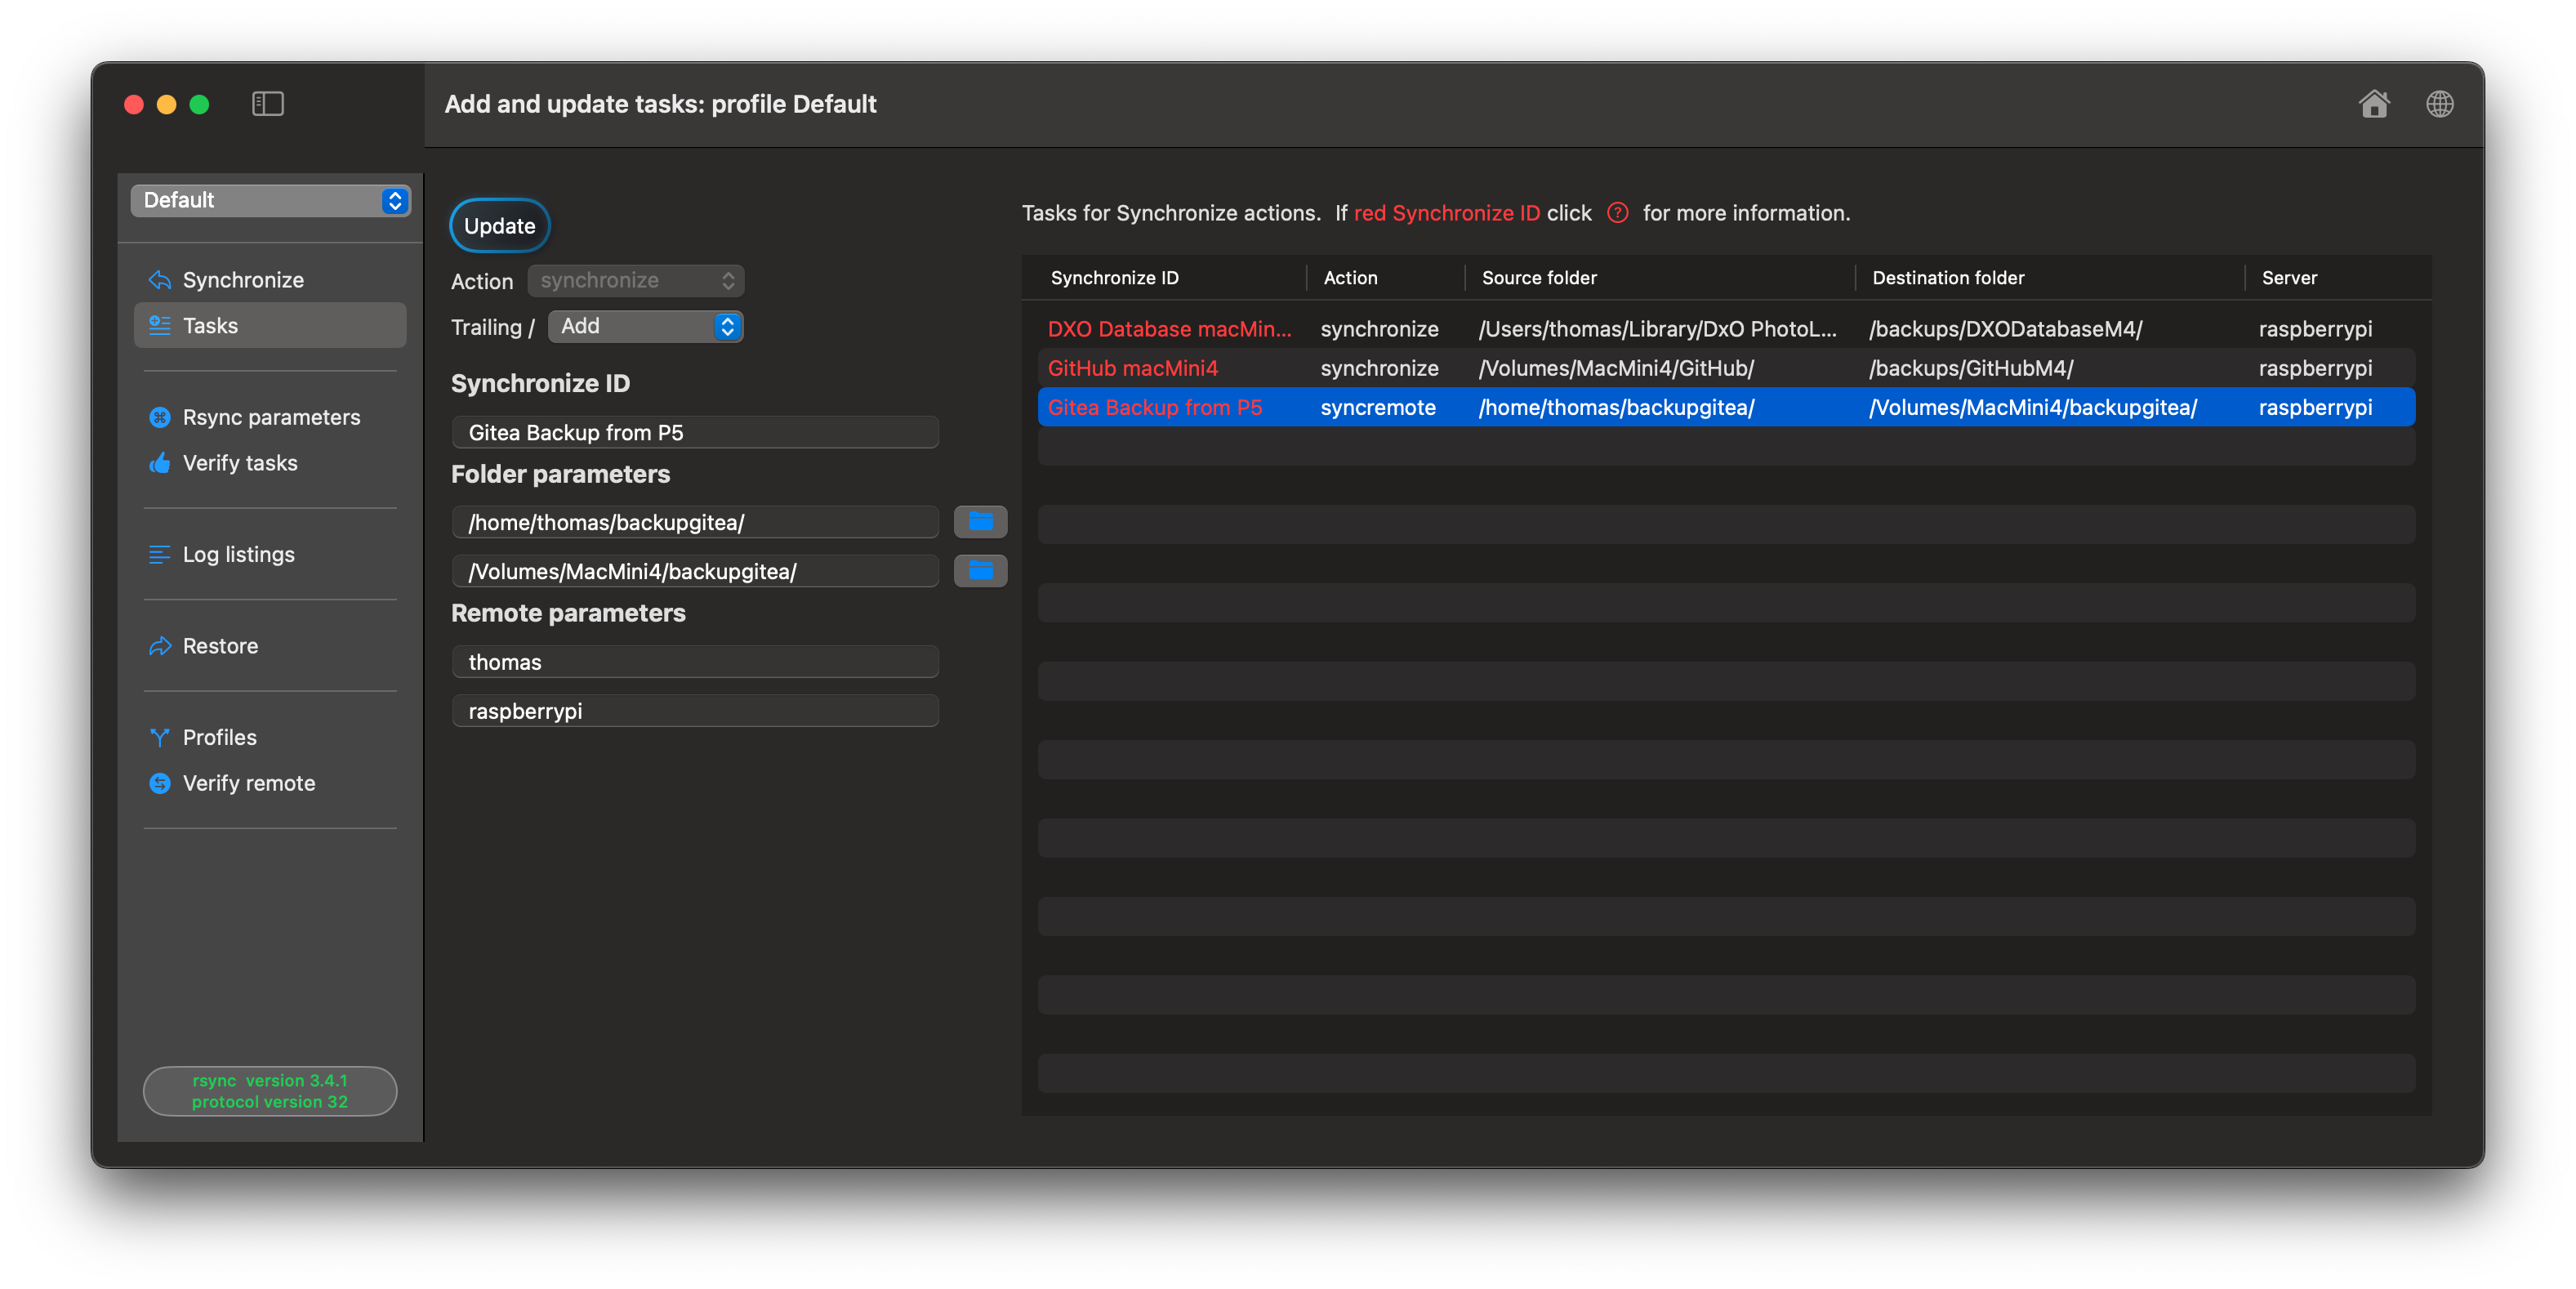 Add and update tasks: profile Default
Default
Synchronize
Tasks
Rsync parameters
Verify tasks
Log listings
Restore
Profiles
Verify remote
rsync  version 3.4.1
protocol version 32
Update
Action synchronize
Trailing / Add
Synchronize ID
Gitea Backup from P5
Folder parameters
/home/thomas/backupgitea/
/Volumes/MacMini4/backupgitea/
Remote parameters
thomas
raspberrypi
Tasks for Synchronize actions.  If red Synchronize ID click ? for more information.
Synchronize ID Action Source folder Destination folder Server
DXO Database macMin... synchronize /Users/thomas/Library/DxO PhotoL... /backups/DXODatabaseM4/ raspberrypi
GitHub macMini4 synchronize /Volumes/MacMini4/GitHub/ /backups/GitHubM4/ raspberrypi
Gitea Backup from P5 syncremote /home/thomas/backupgitea/ /Volumes/MacMini4/backupgitea/ raspberrypi